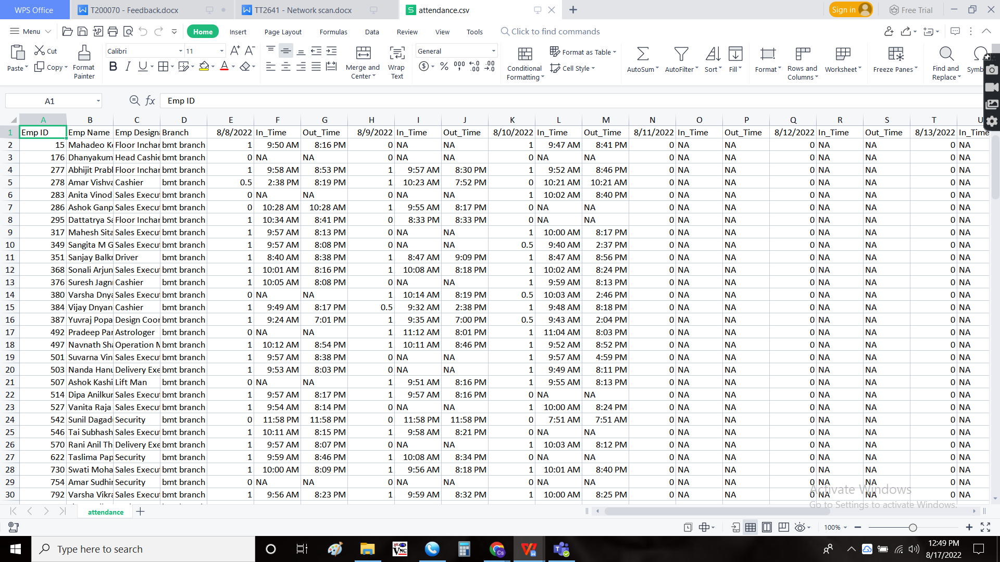 WPS Office T200070 - Feedback.docx TT2641 - Network scan.docx attendance.csv Sign in Free Trial
Menu Home Insert Page Layout Formulas Data Review View Tools Click to find commands
Paste Cut Copy Format Painter Calibri 11 Merge and Center Wrap Text General Conditional Formatting Format as Table Cell Style AutoSum AutoFilter Sort Fill Format Rows and Columns Worksheet Freeze Panes Find and Replace Symb
A1 fx Emp ID
A B C D E F G H I J K L M N O P Q R S T U
1 Emp ID Emp Name Emp Design Branch 8/8/2022 In_Time Out_Time 8/9/2022 In_Time Out_Time 8/10/2022 In_Time Out_Time 8/11/2022 In_Time Out_Time 8/12/2022 In_Time Out_Time 8/13/2022 In_Time
2 15 Mahadeo Ke Floor Inchar bmt branch 1 9:50 AM 8:16 PM 0 NA NA 1 9:47 AM 8:41 PM 0 NA NA 0 NA NA 0 NA
3 176 Dhanyakum Head Cashie bmt branch 0 NA NA 0 NA NA 0 NA NA 0 NA NA 0 NA NA 0 NA
4 277 Abhijit Prabl Floor Inchar bmt branch 1 9:58 AM 8:53 PM 1 9:57 AM 8:30 PM 1 9:52 AM 8:46 PM 0 NA NA 0 NA NA 0 NA
5 278 Amar Vishva Cashier bmt branch 0.5 2:38 PM 8:19 PM 1 10:23 AM 7:52 PM 0 10:21 AM 10:21 AM 0 NA NA 0 NA NA 0 NA
6 283 Anita Vinod Sales Execut bmt branch 0 NA NA 0 NA NA 1 10:02 AM 8:40 PM 0 NA NA 0 NA NA 0 NA
7 286 Ashok Ganp Sales Execut bmt branch 0 10:28 AM 10:28 AM 1 9:55 AM 8:17 PM 0 NA NA 0 NA NA 0 NA NA 0 NA
8 295 Dattatrya Sa Floor Inchar bmt branch 1 10:34 AM 8:41 PM 0 8:33 PM 8:33 PM 0 NA NA 0 NA NA 0 NA NA 0 NA
9 317 Mahesh Sita Sales Execut bmt branch 1 9:57 AM 8:13 PM 0 NA NA 1 10:00 AM 8:17 PM 0 NA NA 0 NA NA 0 NA
10 349 Sangita M G Sales Execut bmt branch 1 9:57 AM 8:08 PM 0 NA NA 0.5 9:40 AM 2:37 PM 0 NA NA 0 NA NA 0 NA
11 351 Sanjay Balkr Driver bmt branch 1 8:40 AM 8:38 PM 1 8:47 AM 9:09 PM 1 8:47 AM 8:56 PM 0 NA NA 0 NA NA 0 NA
12 368 Sonali Arjun Sales Execut bmt branch 1 10:01 AM 8:16 PM 1 10:08 AM 8:18 PM 1 10:02 AM 8:24 PM 0 NA NA 0 NA NA 0 NA
13 376 Suresh Jagn Cashier bmt branch 1 10:05 AM 8:08 PM 0 NA NA 1 9:59 AM 8:13 PM 0 NA NA 0 NA NA 0 NA
14 380 Varsha Dnya Sales Execut bmt branch 0 NA NA 1 10:14 AM 8:19 PM 0.5 10:03 AM 2:46 PM 0 NA NA 0 NA NA 0 NA
15 384 Vijay Dnyan Cashier bmt branch 1 9:49 AM 8:17 PM 0.5 9:32 AM 2:38 PM 1 9:48 AM 8:18 PM 0 NA NA 0 NA NA 0 NA
16 387 Yuvraj Popa Design Coor bmt branch 1 9:24 AM 7:01 PM 1 9:35 AM 7:00 PM 0.5 9:43 AM 2:04 PM 0 NA NA 0 NA NA 0 NA
17 492 Pradeep Par Astrologer bmt branch 0 NA NA 1 11:12 AM 8:01 PM 1 11:04 AM 8:03 PM 0 NA NA 0 NA NA 0 NA
18 497 Navnath Sha Operation M bmt branch 1 10:12 AM 8:54 PM 1 10:11 AM 8:46 PM 1 9:52 AM 8:52 PM 0 NA NA 0 NA NA 0 NA
19 501 Suvarna Vin Sales Execut bmt branch 1 9:57 AM 8:38 PM 0 NA NA 1 9:57 AM 4:59 PM 0 NA NA 0 NA NA 0 NA
20 503 Nanda Hanu Delivery Exe bmt branch 1 9:53 AM 8:03 PM 0 NA NA 1 9:49 AM 8:11 PM 0 NA NA 0 NA NA 0 NA
21 507 Ashok Kashi Lift Man bmt branch 0 NA NA 1 9:51 AM 8:16 PM 1 9:55 AM 8:13 PM 0 NA NA 0 NA NA 0 NA
22 514 Dipa Anilkur Sales Execut bmt branch 1 9:57 AM 8:17 PM 1 9:57 AM 8:16 PM 0 NA NA 0 NA NA 0 NA NA 0 NA
23 527 Vanita Raja Sales Execut bmt branch 1 9:54 AM 8:14 PM 0 NA NA 1 10:00 AM 8:24 PM 0 NA NA 0 NA NA 0 NA
24 542 Sunil Dagad Security bmt branch 0 11:58 PM 11:58 PM 0 11:58 PM 11:58 PM 0 7:51 AM 7:51 AM 0 NA NA 0 NA NA 0 NA
25 546 Tai Subhash Sales Execut bmt branch 1 10:11 AM 8:15 PM 1 9:58 AM 8:21 PM 0 NA NA 0 NA NA 0 NA NA 0 NA
26 570 Rani Anil Th Delivery Exe bmt branch 1 9:57 AM 8:07 PM 0 NA NA 1 10:03 AM 8:12 PM 0 NA NA 0 NA NA 0 NA
27 622 Taslima Pap Security bmt branch 1 9:59 AM 8:46 PM 1 10:08 AM 8:34 PM 0 NA NA 0 NA NA 0 NA NA 0 NA
28 730 Swati Moha Sales Execut bmt branch 1 10:00 AM 8:09 PM 1 9:56 AM 8:18 PM 1 10:01 AM 8:40 PM 0 NA NA 0 NA NA 0 NA
29 754 Amar Sudhir Security bmt branch 0 NA NA 0 NA NA 0 NA NA 0 NA NA 0 NA NA 0 NA
30 792 Varsha Vikra Sales Execut bmt branch 1 9:56 AM 8:23 PM 1 9:59 AM 8:32 PM 1 10:00 AM 8:25 PM 0 NA NA 0 NA NA 0 NA
Activate Windows
Go to Settings to activate Windows.
attendance
100%
Type here to search
12:49 PM
8/17/2022